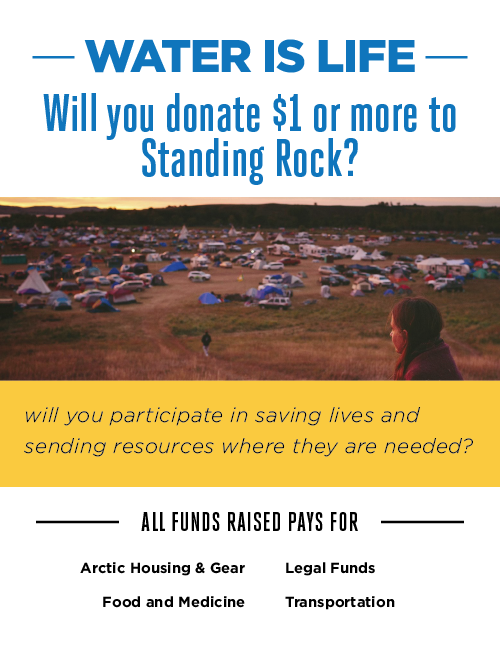 WATER IS LIFE
Will you donate $1 or more to
Standing Rock?
will you participate in saving lives and
sending resources where they are needed?
ALL FUNDS RAISED PAYS FOR
Arctic Housing & Gear
Legal Funds
Food and Medicine
Transportation